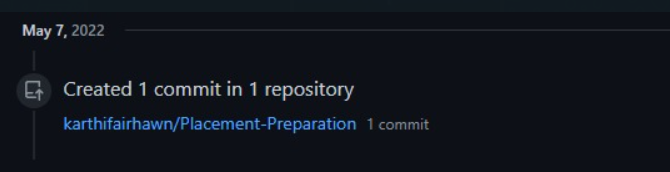 May 7, 2022
Created 1 commit in 1 repository
karthifairhawn/Placement-Preparation 1 commit